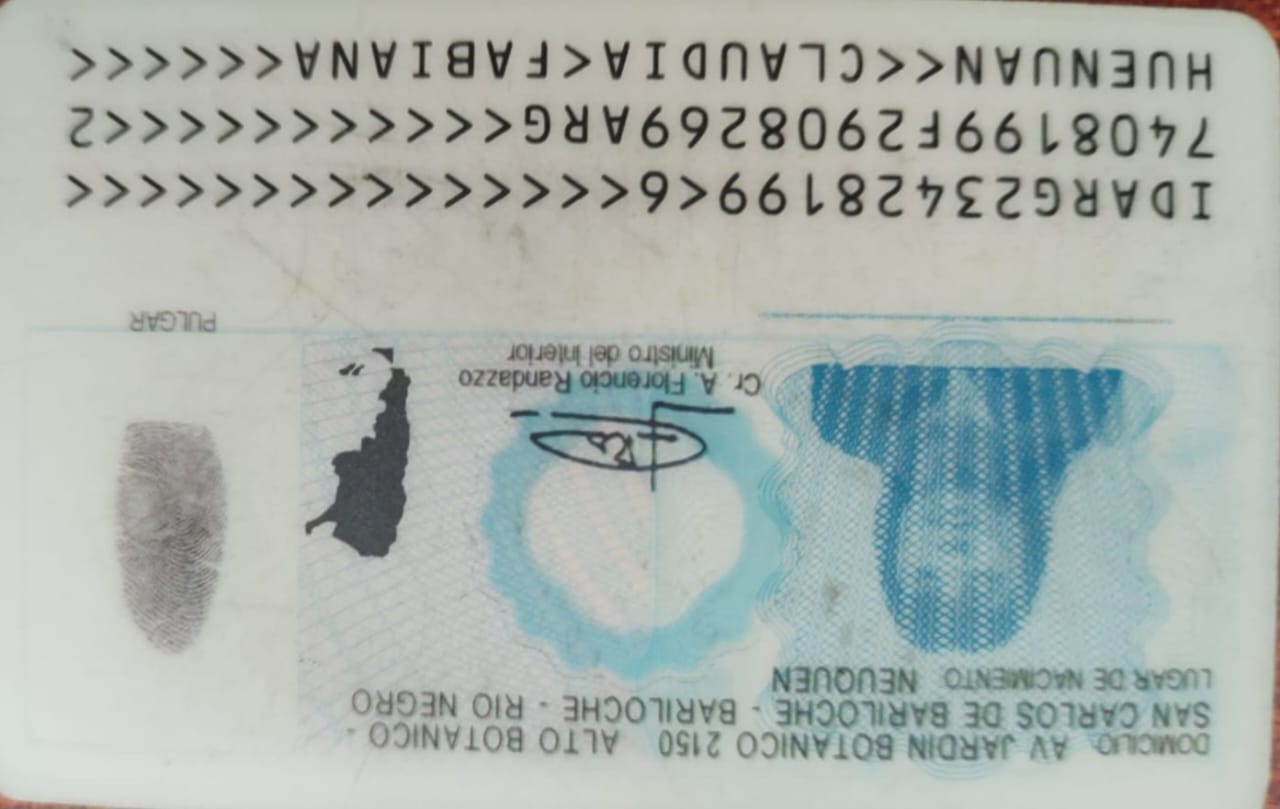 DOMICILIO AV JARDIN BOTANICO 2150 ALTO BOTANICO -
SAN CARLOS DE BARILOCHE - BARILOCHE - RIO NEGRO
LUGAR DE NACIMIENTO NEUQUEN
Cr. A. Florencio Randazzo
Ministro del Interior
PULGAR
IDARG23428199<6<<<<<<<<<<<<<<<
7408199F2908269ARG<<<<<<<<<<<2
HUENUAN<<CLAUDIA<FABIANA<<<<<<